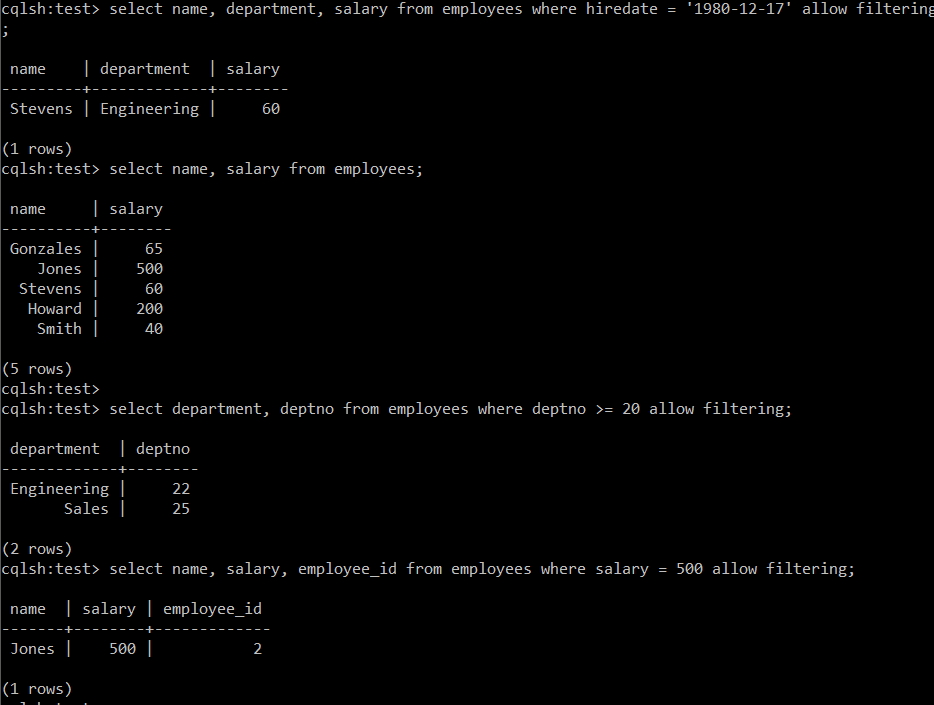 cqlsh:test> select name, department, salary from employees where hiredate = '1980-12-17' allow filtering
;

 name    | department  | salary
---------+-------------+--------
 Stevens | Engineering |     60

(1 rows)
cqlsh:test> select name, salary from employees;

 name     | salary
----------+--------
 Gonzales |     65
    Jones |    500
  Stevens |     60
   Howard |    200
    Smith |     40

(5 rows)
cqlsh:test>
cqlsh:test> select department, deptno from employees where deptno >= 20 allow filtering;

 department  | deptno
-------------+--------
 Engineering |     22
       Sales |     25

(2 rows)
cqlsh:test> select name, salary, employee_id from employees where salary = 500 allow filtering;

 name  | salary | employee_id
-------+--------+-------------
 Jones |    500 |           2

(1 rows)